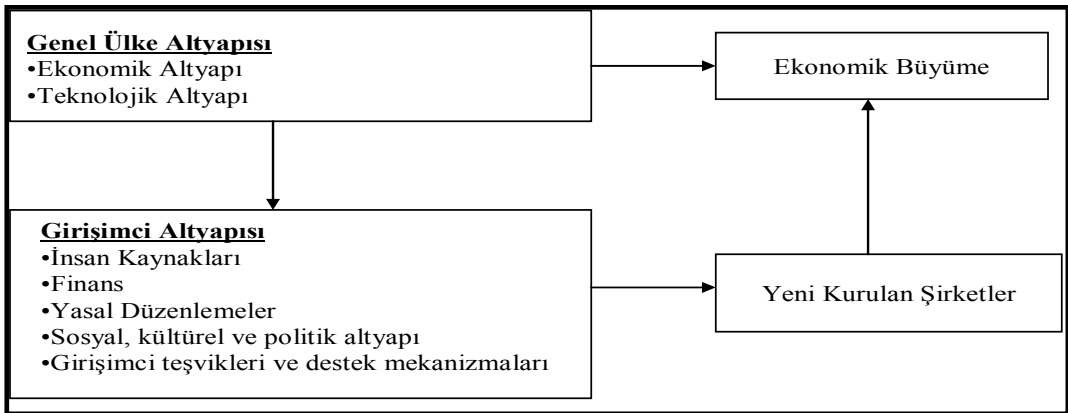 Genel Ülke Altyapısı
•Ekonomik Altyapı
•Teknolojik Altyapı
Ekonomik Büyüme
Girişimci Altyapısı
•İnsan Kaynakları
•Finans
•Yasal Düzenlemeler
•Sosyal, kültürel ve politik altyapı
•Girişimci teşvikleri ve destek mekanizmaları
Yeni Kurulan Şirketler